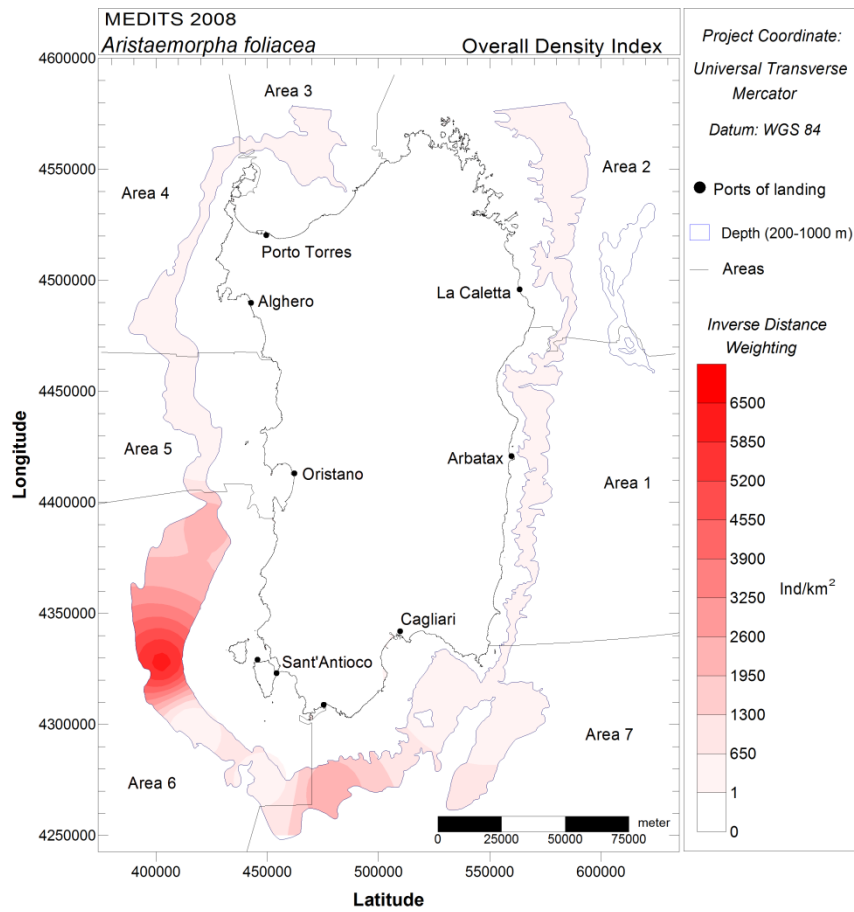 MEDITS 2008
Aristaemorpha foliacea
Overall Density Index
4600000
4550000
4500000
4450000
4400000
4350000
4300000
4250000
Longitude
400000
450000
500000
550000
600000
Latitude
Area 3
Area 4
Area 2
Porto Torres
Alghero
La Caletta
Area 5
Oristano
Arbatax
Area 1
Cagliari
Sant'Antioco
Area 7
Area 6
meter
0
25000
50000
75000
Project Coordinate:
Universal Transverse
Mercator
Datum: WGS 84
Ports of landing
Depth (200-1000 m)
Areas
Inverse Distance
Weighting
6500
5850
5200
4550
3900
3250
2600
1950
1300
650
1
0
Ind/km²